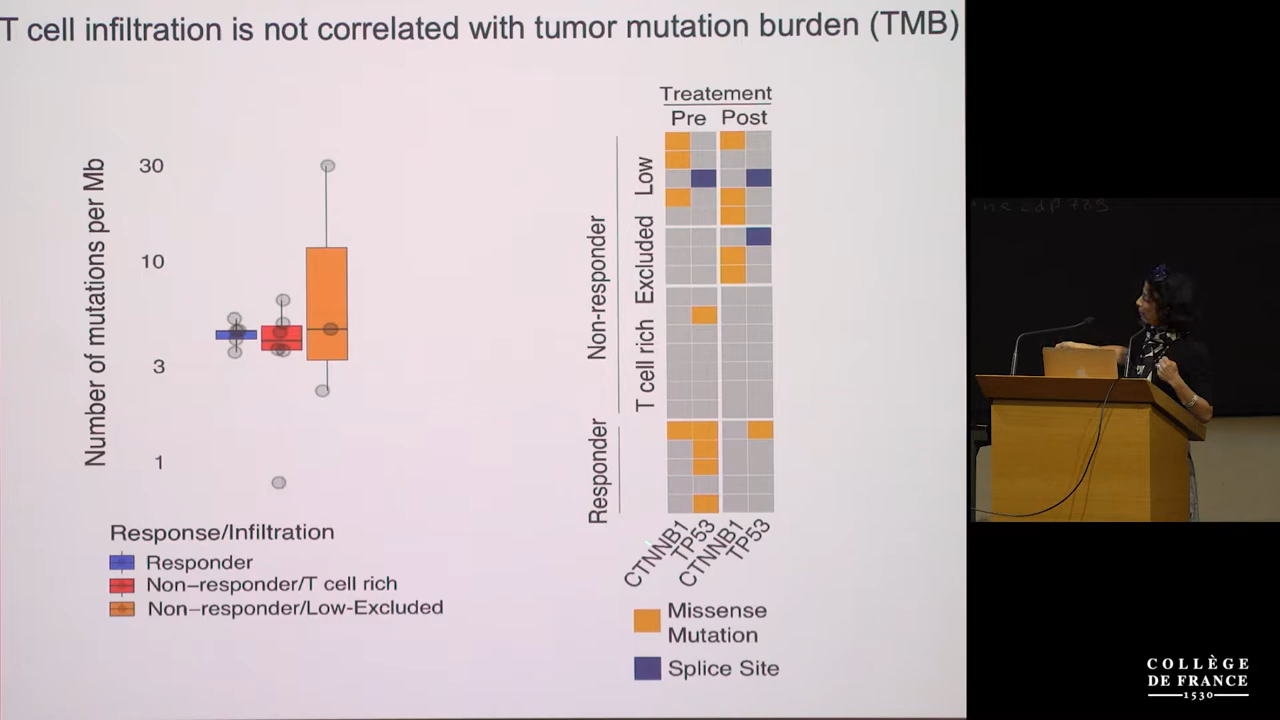 T cell infiltration is not correlated with tumor mutation burden (TMB)
Number of mutations per Mb
30
10
3
1
Response/Infiltration
Responder
Non-responder/T cell rich
Non-responder/Low-Excluded
Treatement
Pre Post
Non-responder
Low
Excluded
T cell rich
Responder
CTNNB1
TP53
CTNNB1
TP53
Missense
Mutation
Splice Site
COLLÈGE
DE FRANCE
1530